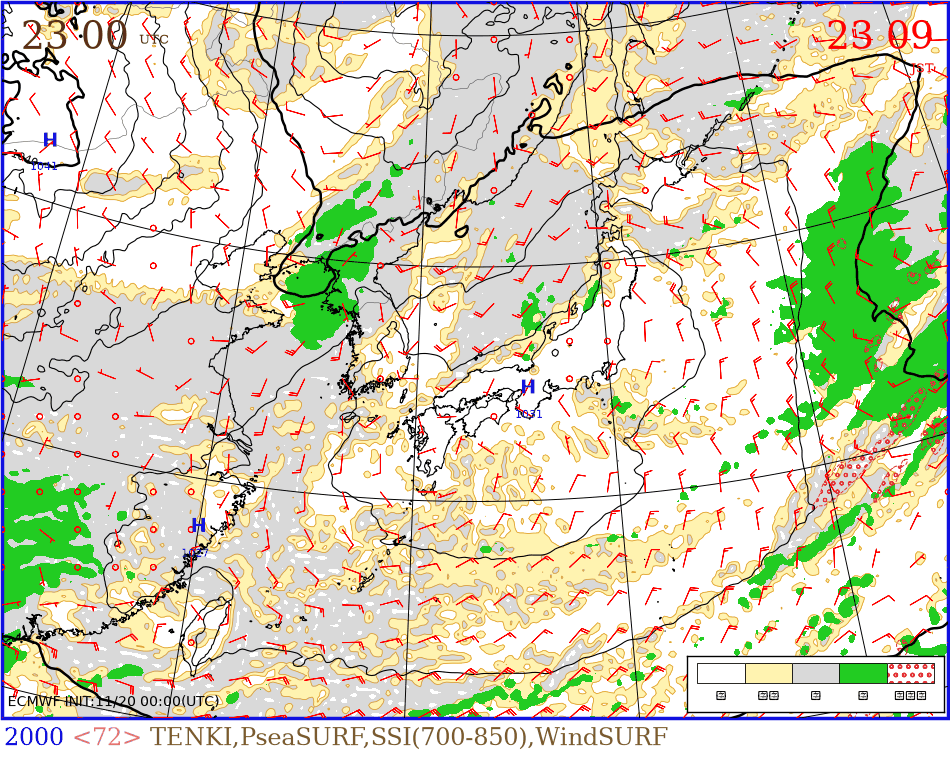 23 00 UTC
23 09
JST
H
1040
1041
H
1031
H
ECMWF INIT:11/20 00:00(UTC)
2000 <72> TENKI,PseaSURF,SSI(700-850),WindSURF